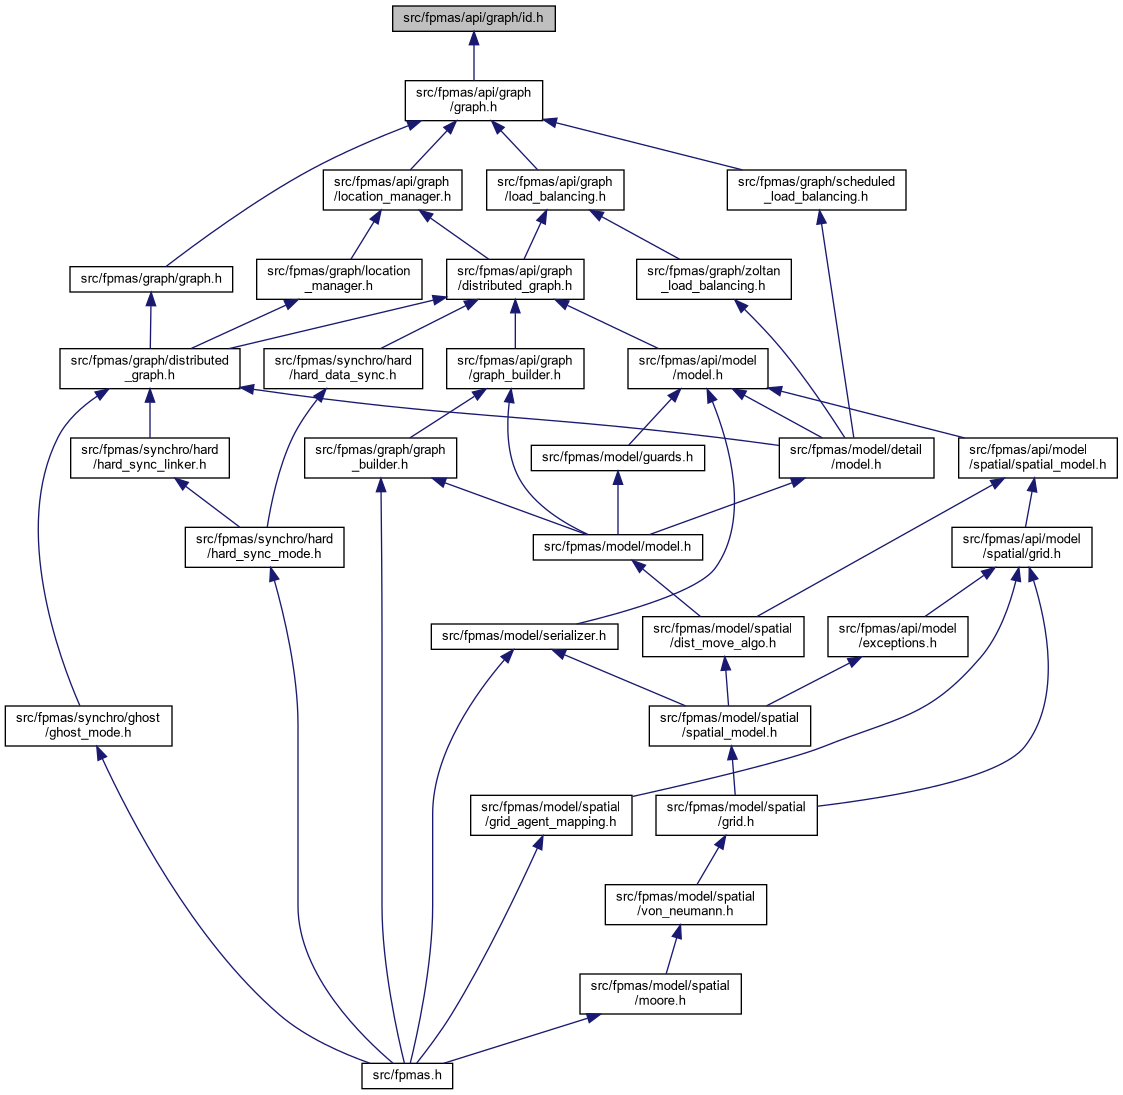 src/fpmas/api/graph/id.h
src/fpmas/api/graph
/graph.h
src/fpmas/api/graph
/location_manager.h
src/fpmas/api/graph
/load_balancing.h
src/fpmas/graph/scheduled
_load_balancing.h
src/fpmas/graph/graph.h
src/fpmas/graph/location
_manager.h
src/fpmas/api/graph
/distributed_graph.h
src/fpmas/graph/zoltan
_load_balancing.h
src/fpmas/graph/distributed
_graph.h
src/fpmas/synchro/hard
/hard_data_sync.h
src/fpmas/api/graph
/graph_builder.h
src/fpmas/api/model
/model.h
src/fpmas/synchro/hard
/hard_sync_linker.h
src/fpmas/graph/graph
_builder.h
src/fpmas/model/guards.h
src/fpmas/model/detail
/model.h
src/fpmas/api/model
/spatial/spatial_model.h
src/fpmas/synchro/hard
/hard_sync_mode.h
src/fpmas/model/model.h
src/fpmas/api/model
/spatial/grid.h
src/fpmas/model/serializer.h
src/fpmas/model/spatial
/dist_move_algo.h
src/fpmas/api/model
/exceptions.h
src/fpmas/synchro/ghost
/ghost_mode.h
src/fpmas/model/spatial
/spatial_model.h
src/fpmas/model/spatial
/grid_agent_mapping.h
src/fpmas/model/spatial
/grid.h
src/fpmas/model/spatial
/von_neumann.h
src/fpmas/model/spatial
/moore.h
src/fpmas.h